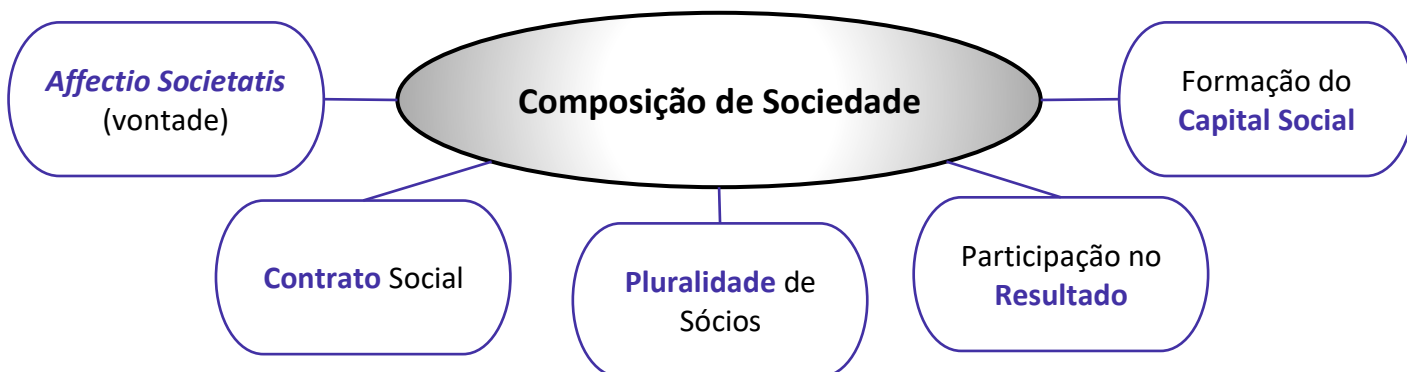 Affectio Societatis
(vontade)
Composição de Sociedade
Formação do
Capital Social
Contrato Social
Pluralidade de
Sócios
Participação no
Resultado